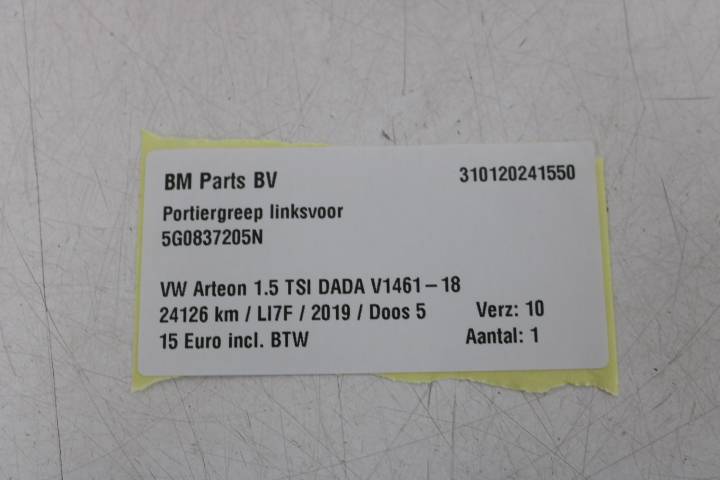 BM Parts BV 310120241550
Portiergreep linksvoor
5G0837205N
VW Arteon 1.5 TSI DADA V1461 – 18
24126 km / LI7F / 2019 / Doos 5 Verz: 10
15 Euro incl. BTW Aantal: 1